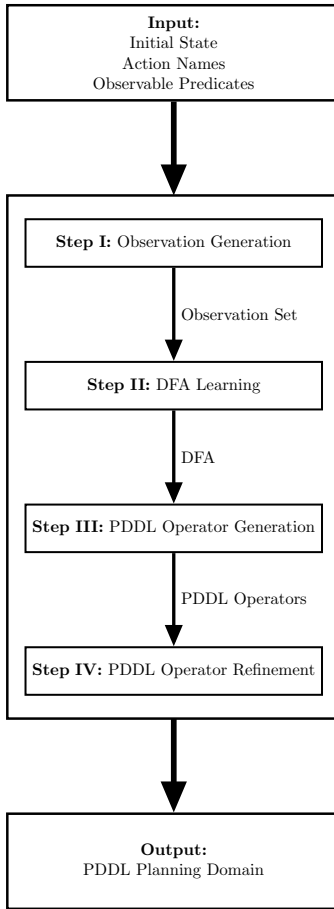 Input:
Initial State
Action Names
Observable Predicates
Step I: Observation Generation
Observation Set
Step II: DFA Learning
DFA
Step III: PDDL Operator Generation
PDDL Operators
Step IV: PDDL Operator Refinement
Output:
PDDL Planning Domain